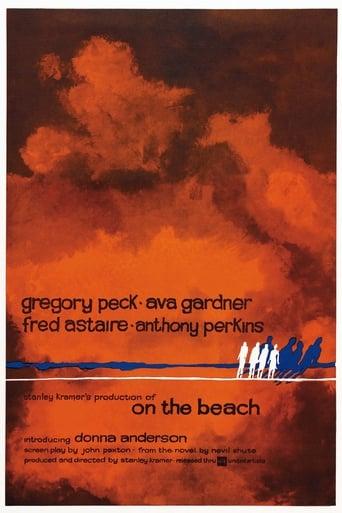 gregory peck · ava gardner
fred astaire · anthony perkins
stanley kramer's production of
on the beach
introducing donna anderson
screen play by john paxton · from the novel by nevil shute
produced and directed by stanley kramer · released thru UA united artists